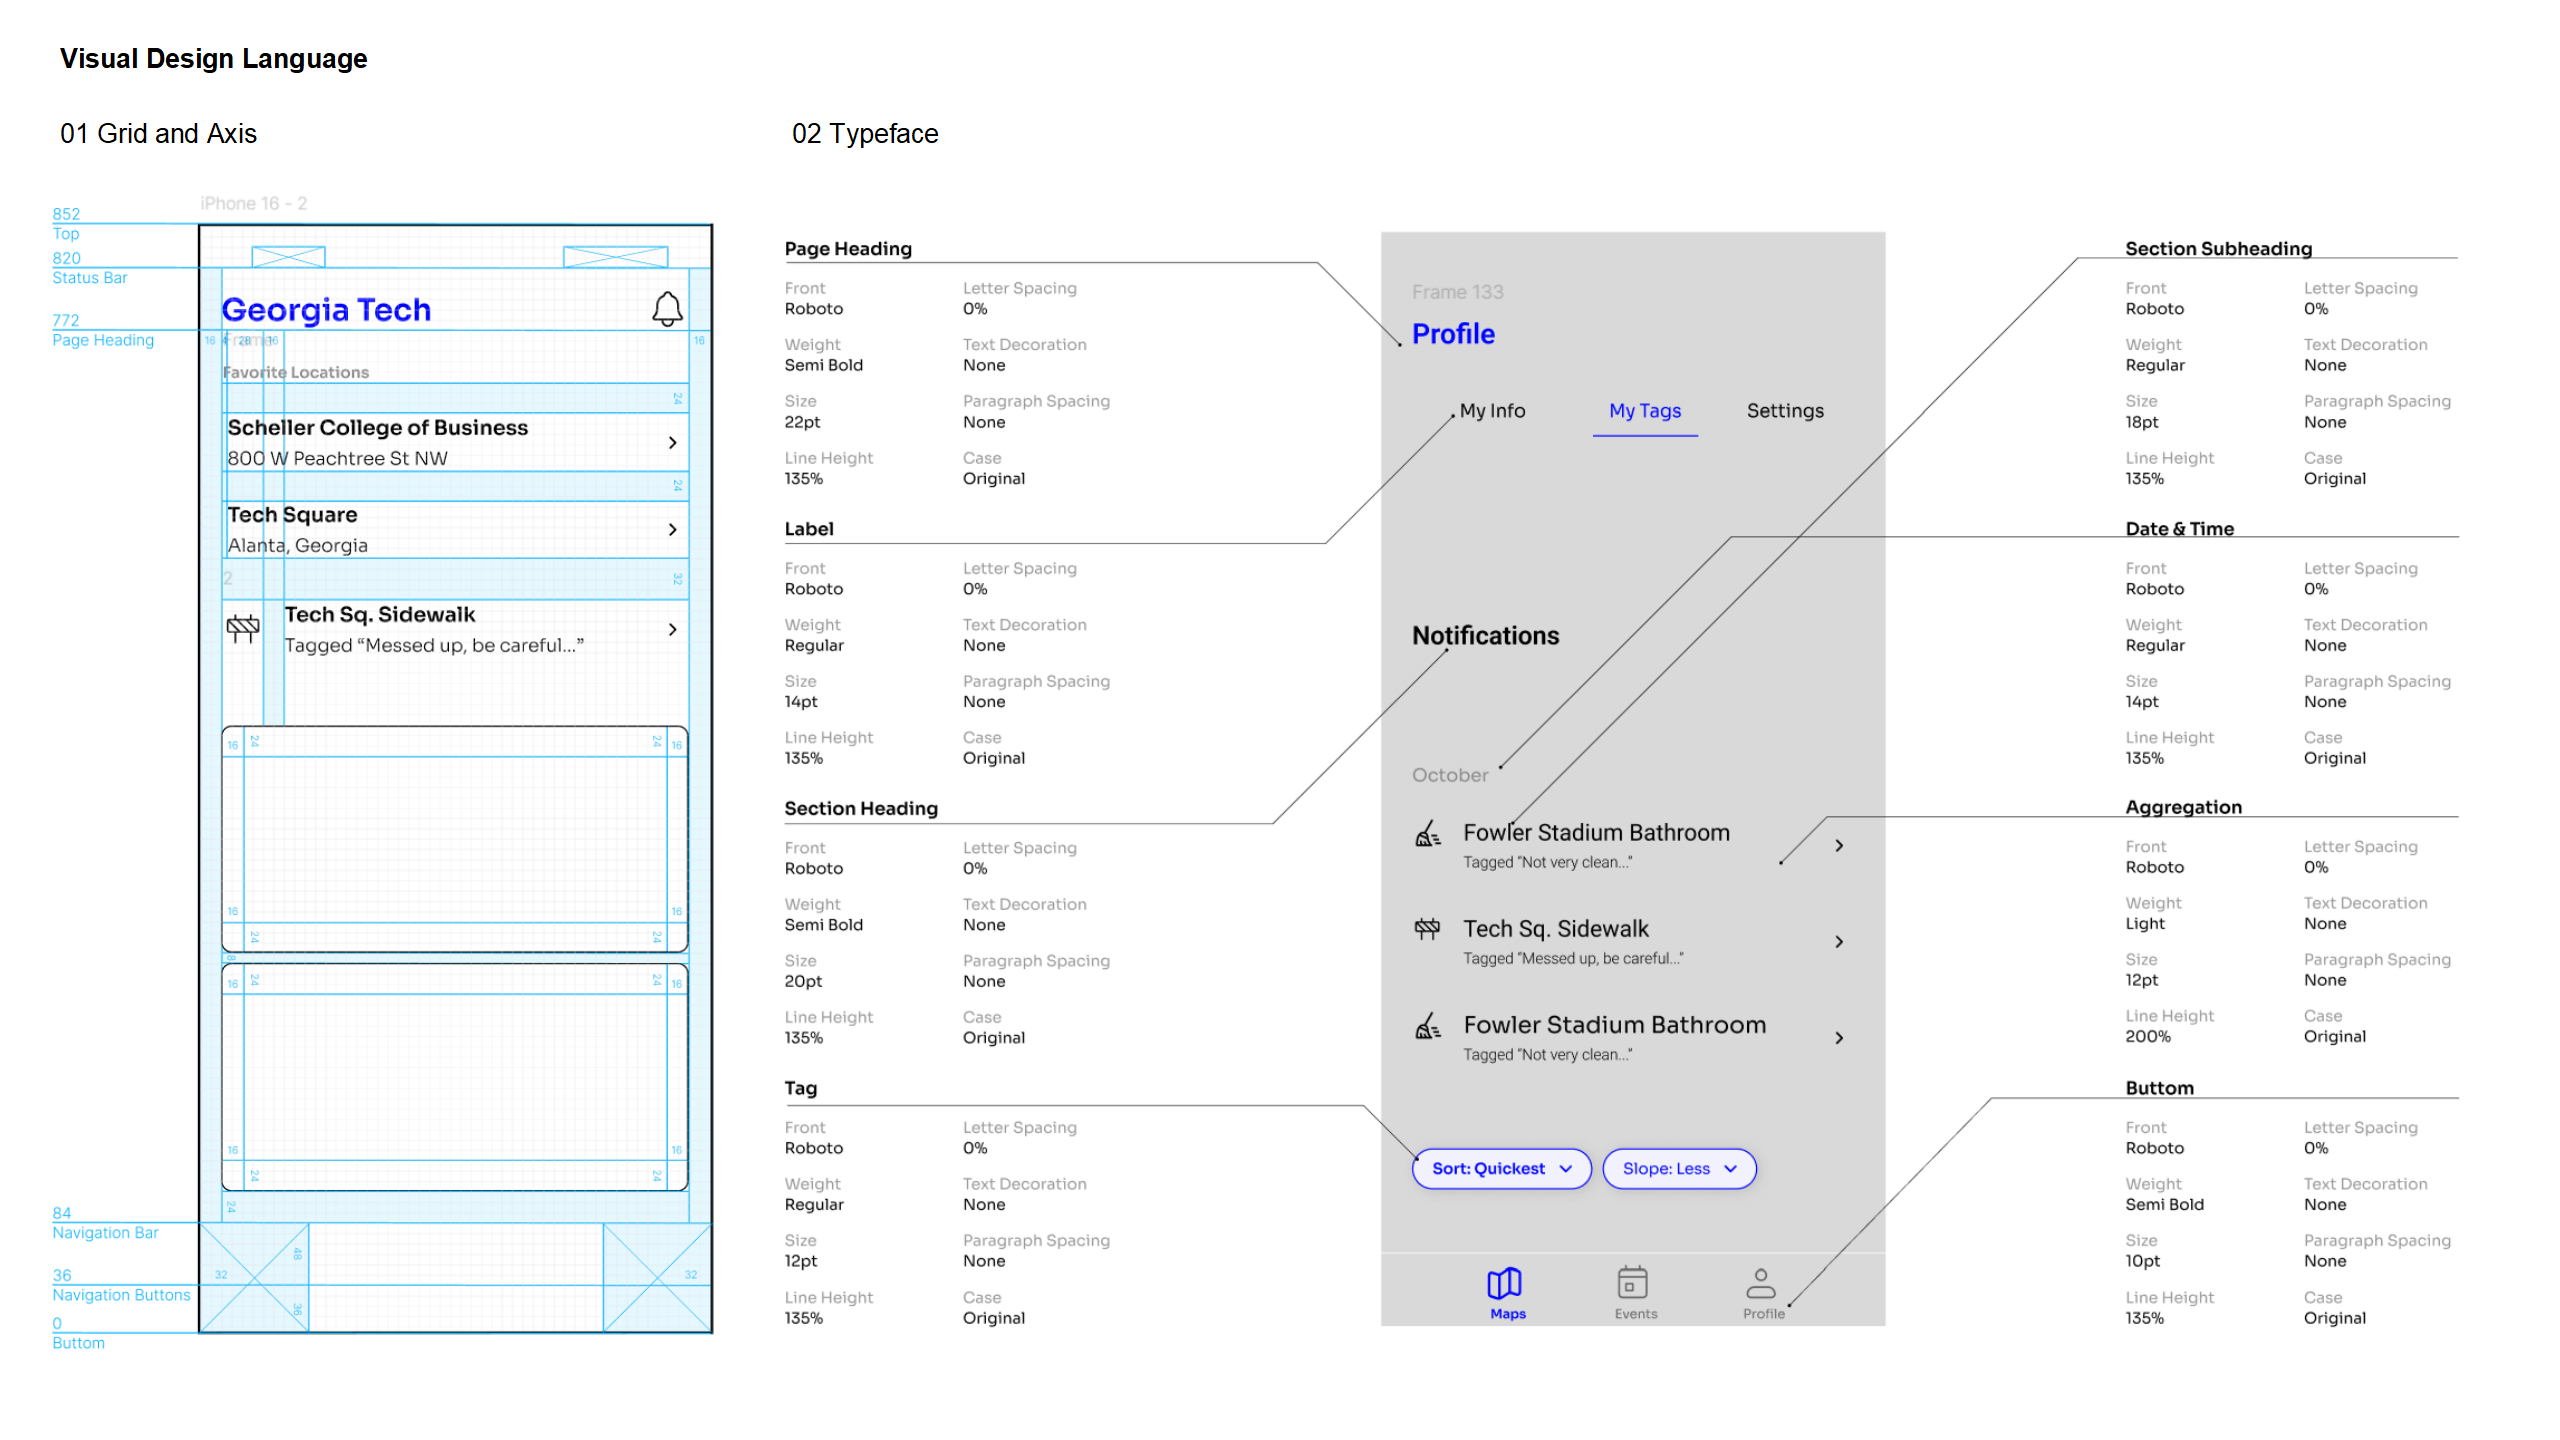 Visual Design Language
01 Grid and Axis
02 Typeface
iPhone 16 - 2
852
Top
820
Status Bar
772
Page Heading
Georgia Tech
16 4 28 16 16
Frame
Favorite Locations
24
Scheller College of Business
800 W Peachtree St NW
24
Tech Square
Alanta, Georgia
2
32
Tech Sq. Sidewalk
Tagged “Messed up, be careful...”
16 24 24 16
16 16
24 24
8
16 24 24 16
16 16
24 24
24
84
Navigation Bar
48
32 32
36
Navigation Buttons
36
0
Buttom
Page Heading
Front Letter Spacing
Roboto 0%
Weight Text Decoration
Semi Bold None
Size Paragraph Spacing
22pt None
Line Height Case
135% Original
Label
Front Letter Spacing
Roboto 0%
Weight Text Decoration
Regular None
Size Paragraph Spacing
14pt None
Line Height Case
135% Original
Section Heading
Front Letter Spacing
Roboto 0%
Weight Text Decoration
Semi Bold None
Size Paragraph Spacing
20pt None
Line Height Case
135% Original
Tag
Front Letter Spacing
Roboto 0%
Weight Text Decoration
Regular None
Size Paragraph Spacing
12pt None
Line Height Case
135% Original
Frame 133
Profile
My Info My Tags Settings
Notifications
October
Fowler Stadium Bathroom
Tagged “Not very clean...”
Tech Sq. Sidewalk
Tagged “Messed up, be careful...”
Fowler Stadium Bathroom
Tagged “Not very clean...”
Sort: Quickest Slope: Less
Maps Events Profile
Section Subheading
Front Letter Spacing
Roboto 0%
Weight Text Decoration
Regular None
Size Paragraph Spacing
18pt None
Line Height Case
135% Original
Date & Time
Front Letter Spacing
Roboto 0%
Weight Text Decoration
Regular None
Size Paragraph Spacing
14pt None
Line Height Case
135% Original
Aggregation
Front Letter Spacing
Roboto 0%
Weight Text Decoration
Light None
Size Paragraph Spacing
12pt None
Line Height Case
200% Original
Buttom
Front Letter Spacing
Roboto 0%
Weight Text Decoration
Semi Bold None
Size Paragraph Spacing
10pt None
Line Height Case
135% Original